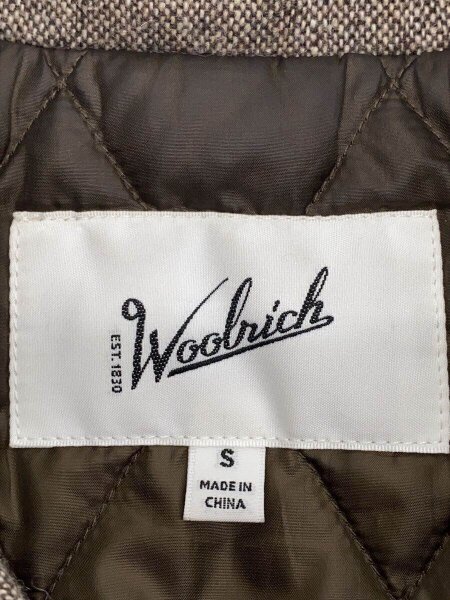 Woolrich
EST. 1830
S
MADE IN
CHINA